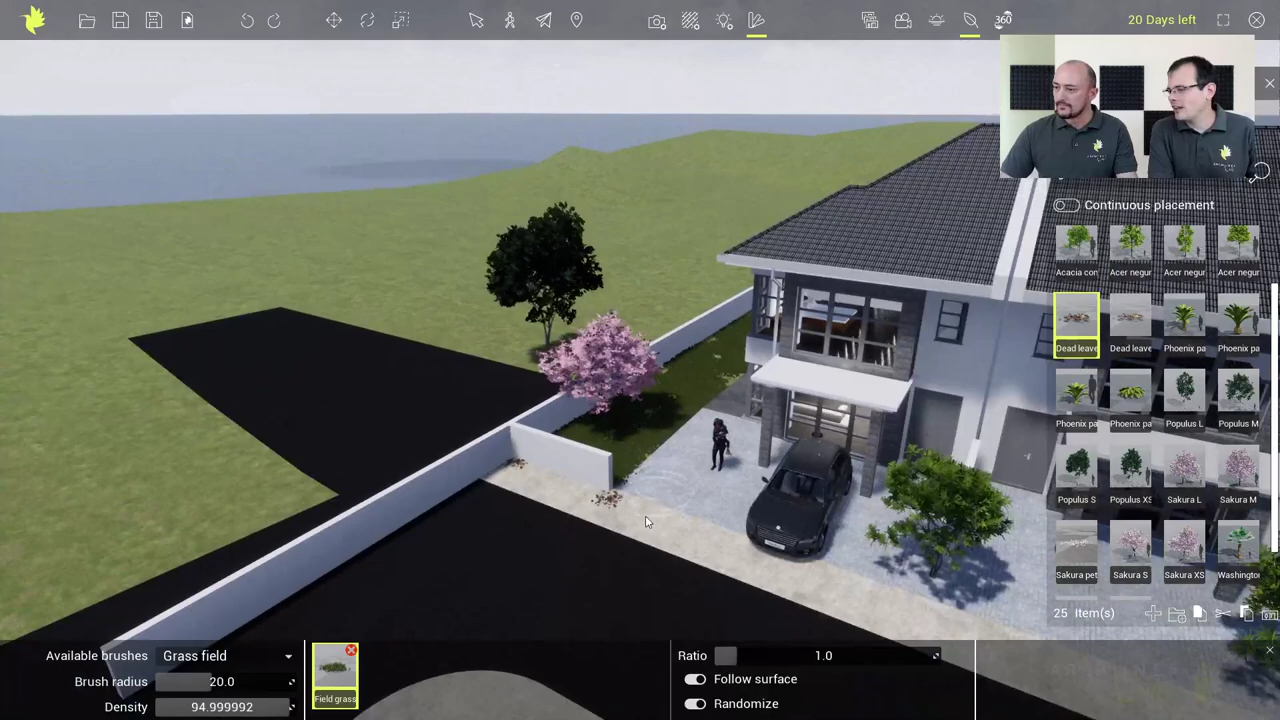 360
20 Days left
Continuous placement
Acacia con
Acer negur
Acer negur
Acer negur
Dead leave
Dead leave
Phoenix pa
Phoenix pa
Phoenix pa
Phoenix pa
Populus L
Populus M
Populus S
Populus XS
Sakura L
Sakura M
Sakura pet
Sakura S
Sakura XS
Washingto
25 Item(s)
Available brushes
Grass field
Brush radius
20.0
Density
94.999992
Field grass
Ratio
1.0
Follow surface
Randomize